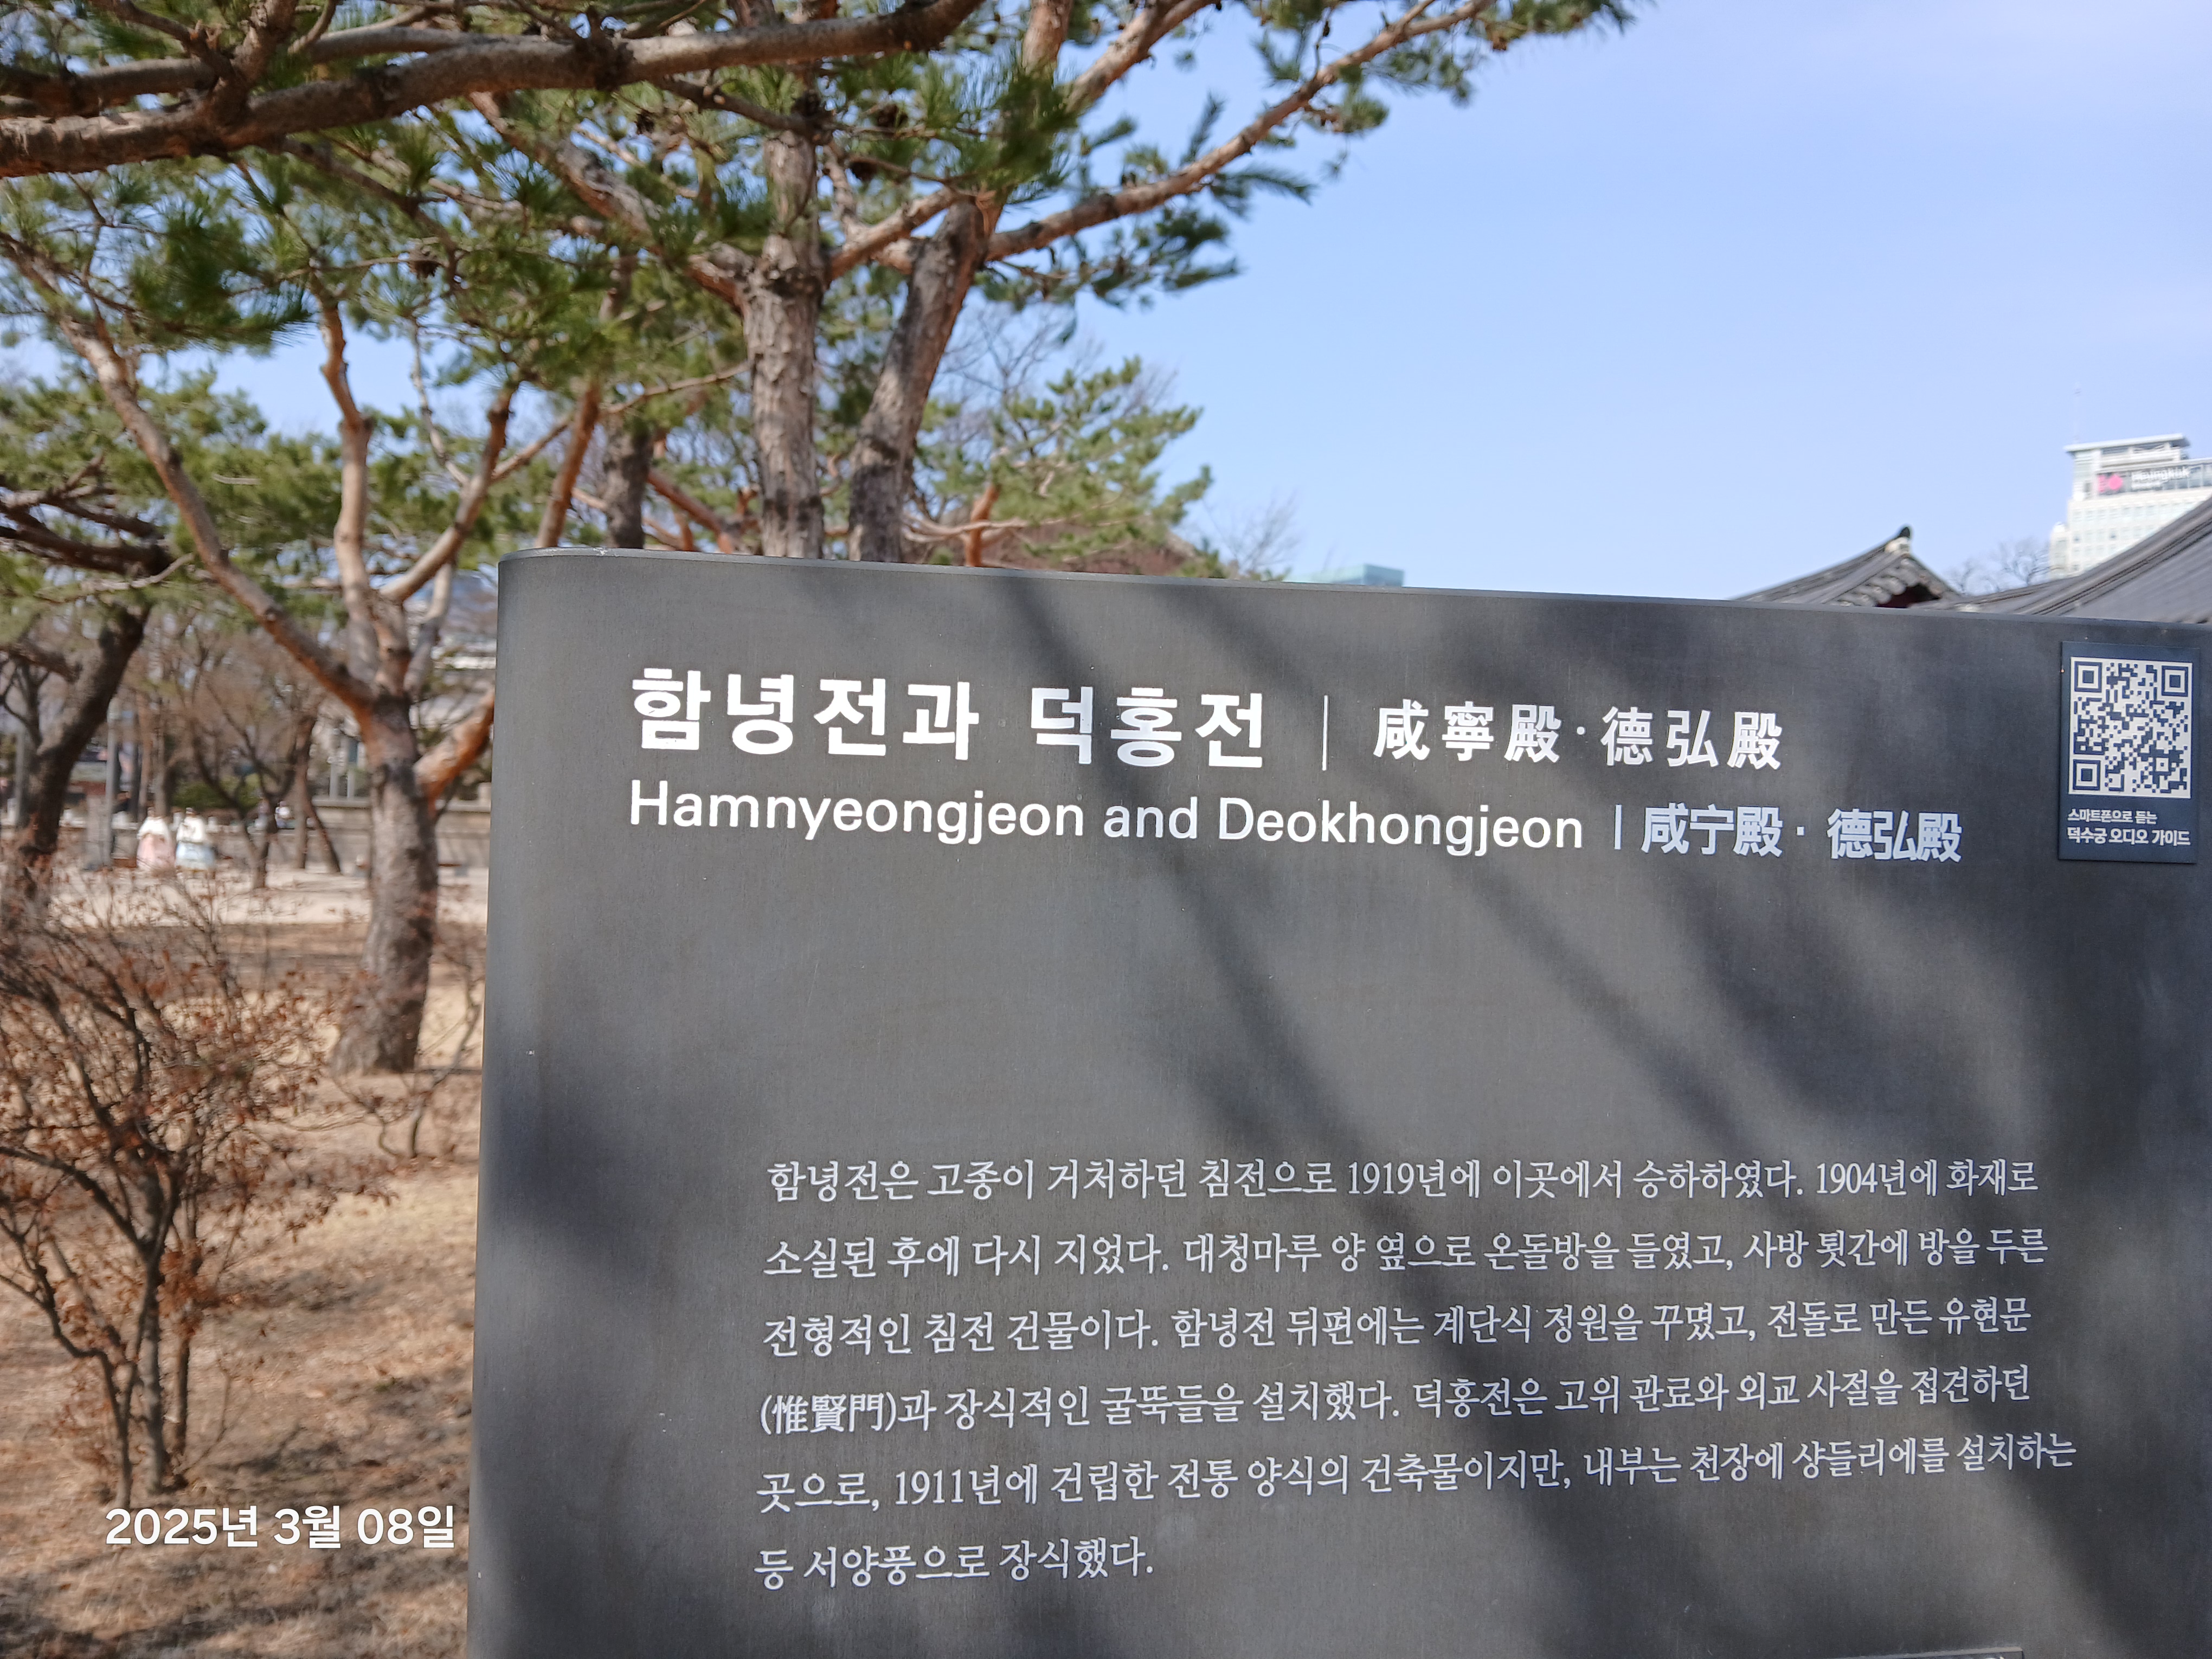 함녕전과 덕홍전 | 咸寧殿·德弘殿
Hamnyeongjeon and Deokhongjeon | 咸宁殿·德弘殿
스마트폰으로 듣는
덕수궁 오디오 가이드
함녕전은 고종이 거처하던 침전으로 1919년에 이곳에서 승하하였다. 1904년에 화재로
소실된 후에 다시 지었다. 대청마루 양 옆으로 온돌방을 들였고, 사방 툇간에 방을 두른
전형적인 침전 건물이다. 함녕전 뒤편에는 계단식 정원을 꾸몄고, 전돌로 만든 유현문
(惟賢門)과 장식적인 굴뚝들을 설치했다. 덕홍전은 고위 관료와 외교 사절을 접견하던
곳으로, 1911년에 건립한 전통 양식의 건축물이지만, 내부는 천장에 샹들리에를 설치하는
등 서양풍으로 장식했다.
2025년 3월 08일